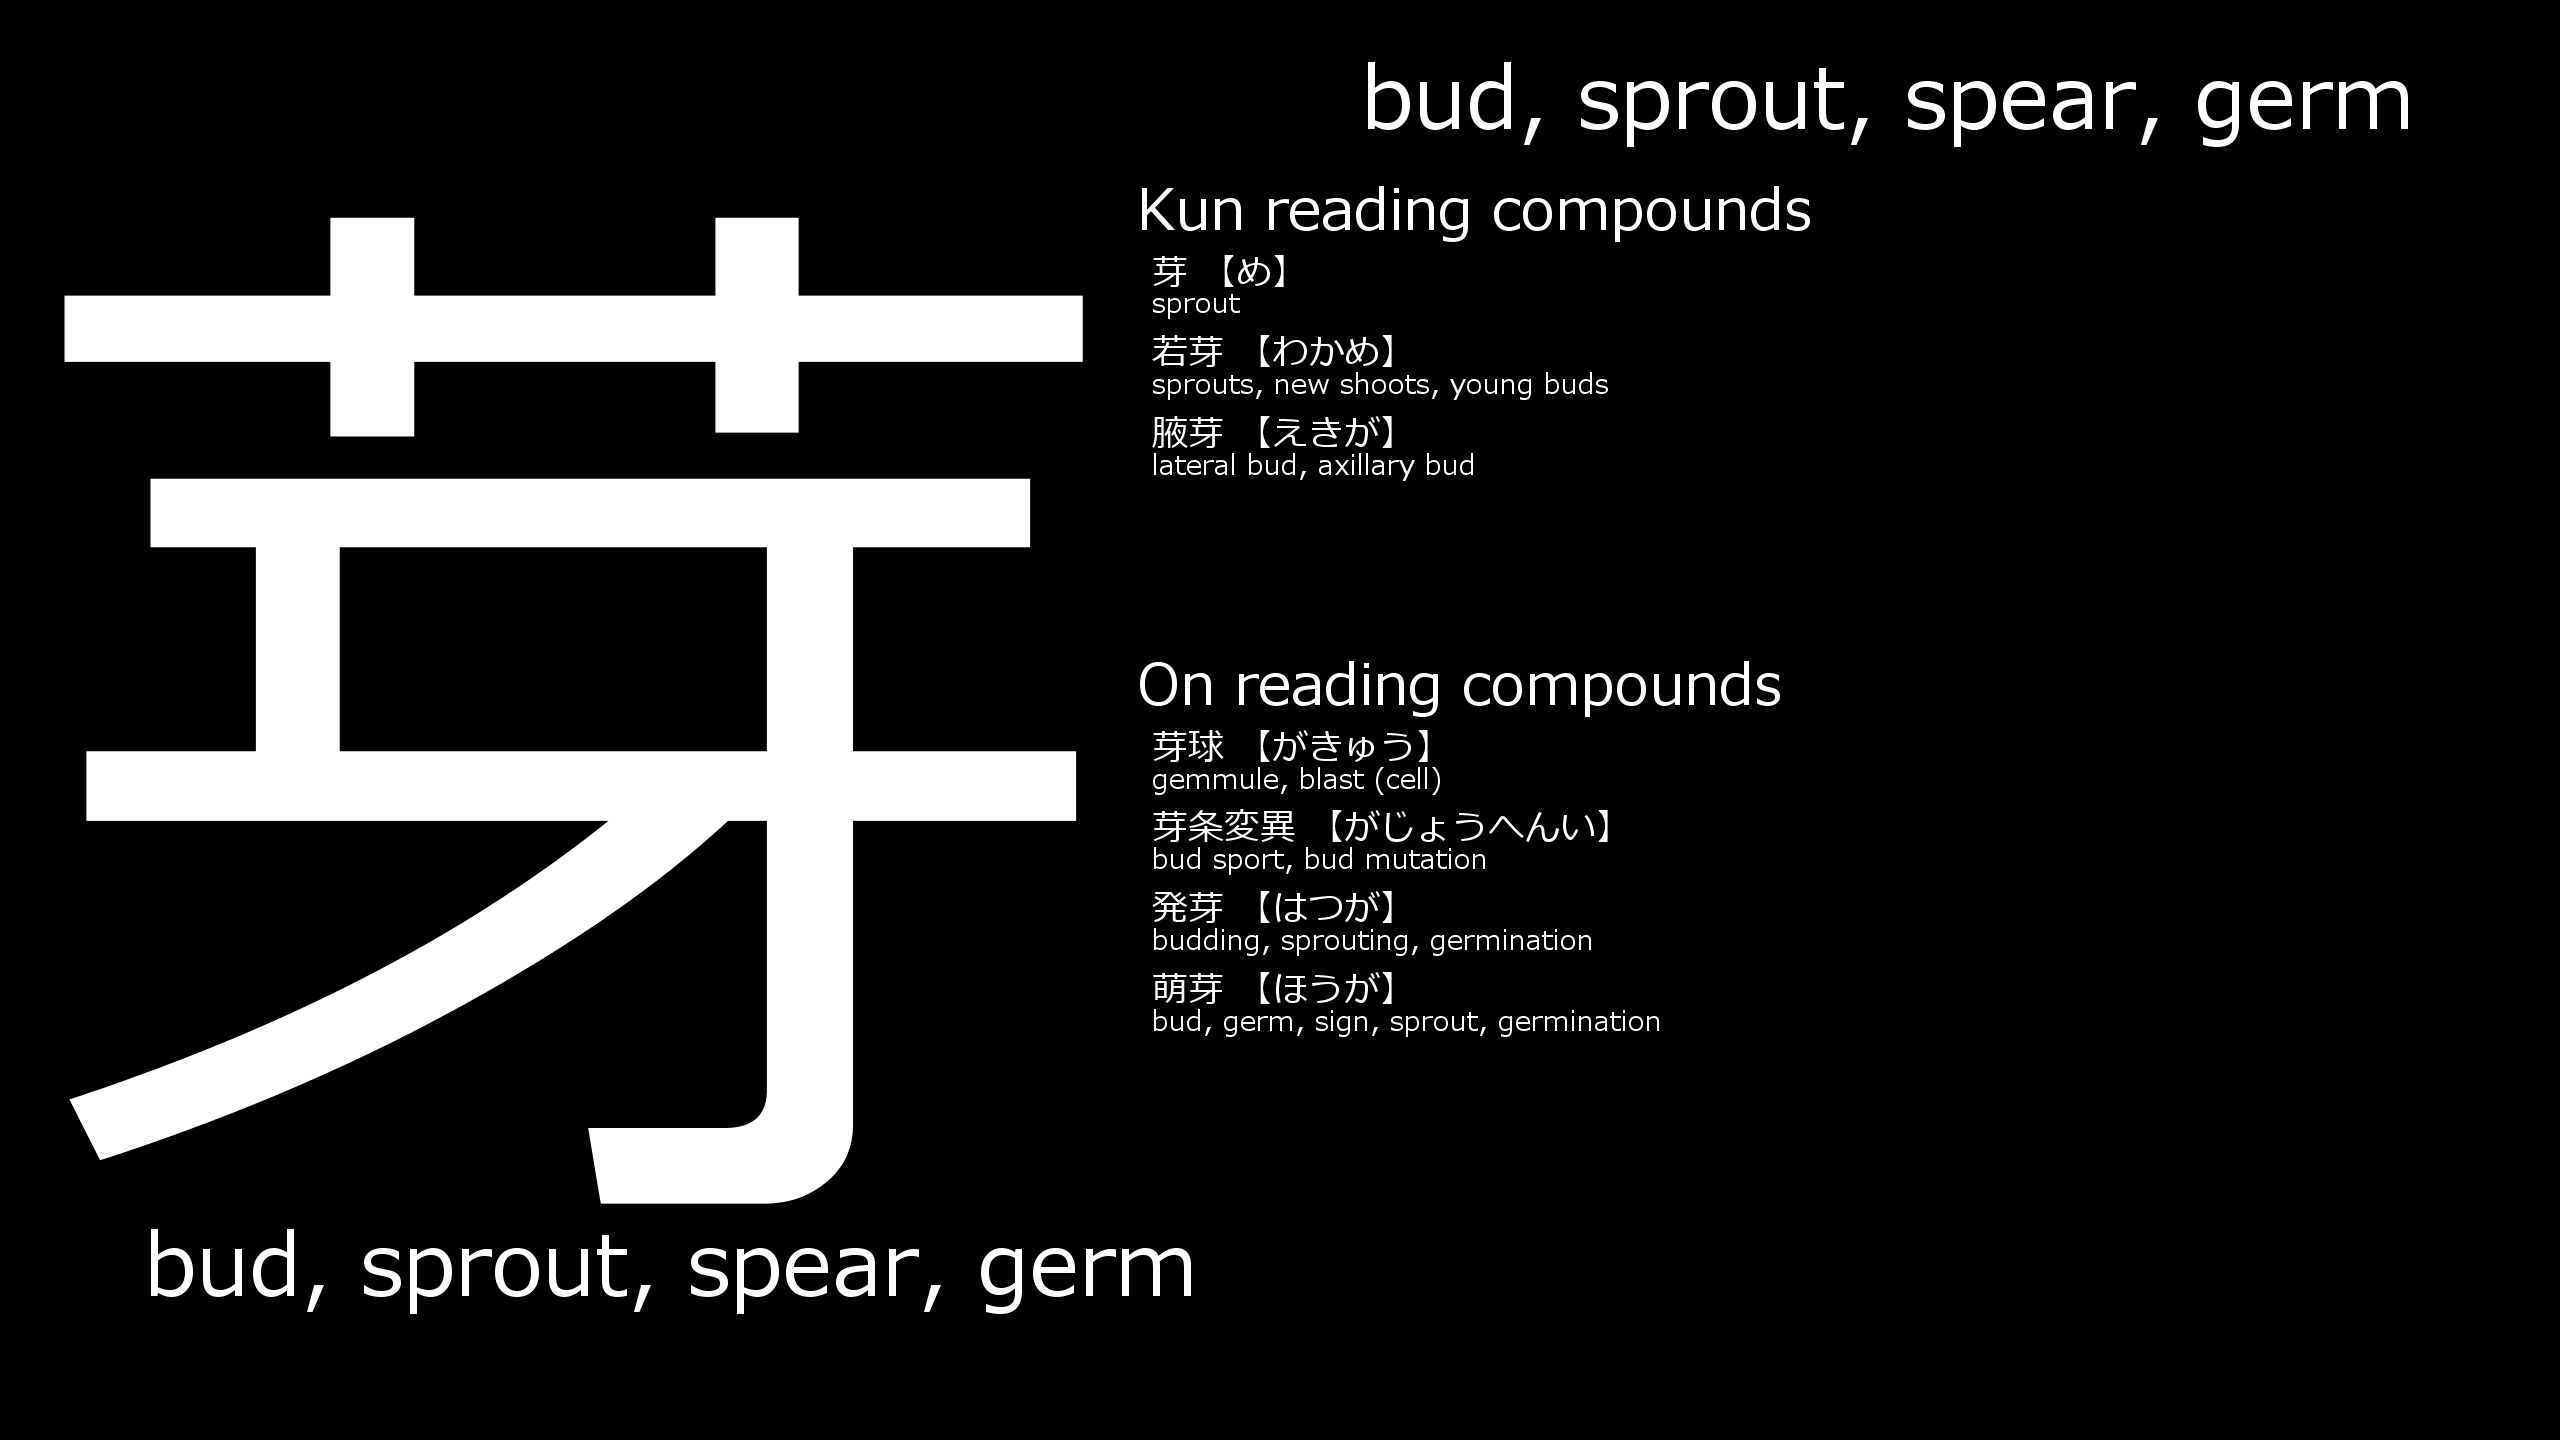 bud, sprout, spear, germ
芽
Kun reading compounds
芽 【め】
sprout
若芽 【わかめ】
sprouts, new shoots, young buds
腋芽 【えきが】
lateral bud, axillary bud
On reading compounds
芽球 【がきゅう】
gemmule, blast (cell)
芽条変異 【がじょうへんい】
bud sport, bud mutation
発芽 【はつが】
budding, sprouting, germination
萌芽 【ほうが】
bud, germ, sign, sprout, germination
bud, sprout, spear, germ